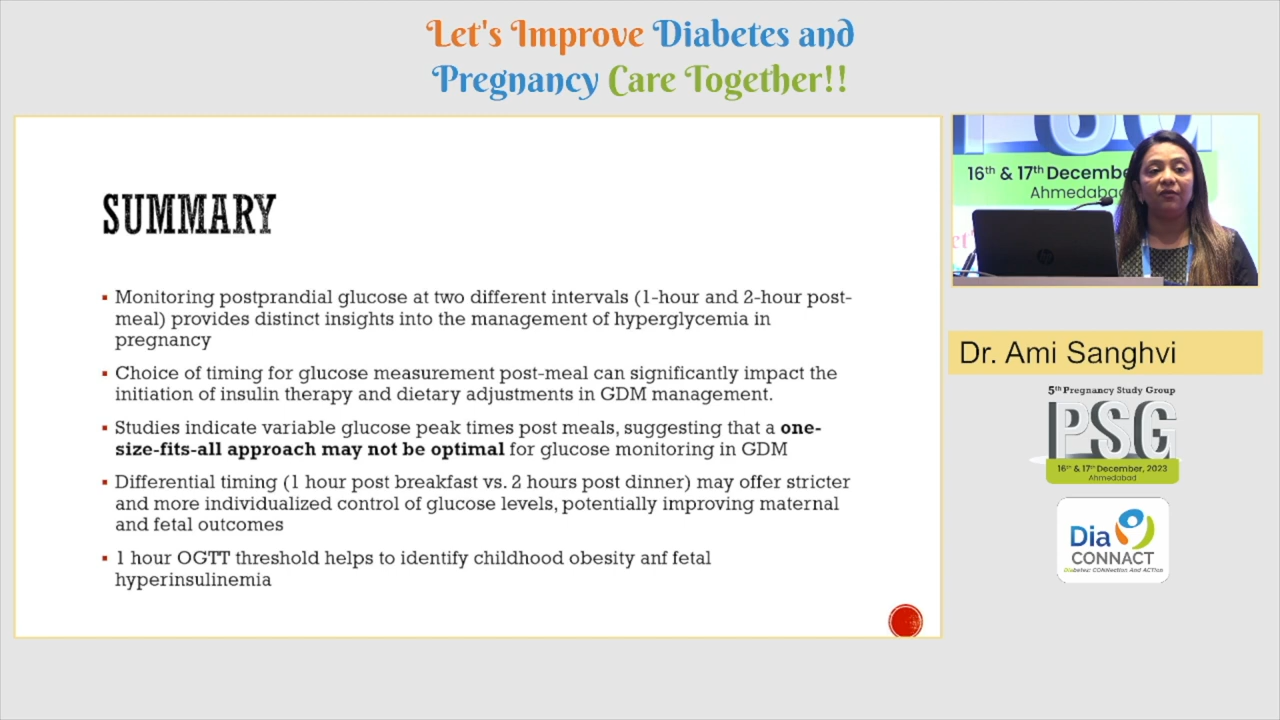 Let's Improve Diabetes and
Pregnancy Care Together!!
SUMMARY
▪ Monitoring postprandial glucose at two different intervals (1-hour and 2-hour post-
meal) provides distinct insights into the management of hyperglycemia in
pregnancy
▪ Choice of timing for glucose measurement post-meal can significantly impact the
initiation of insulin therapy and dietary adjustments in GDM management.
▪ Studies indicate variable glucose peak times post meals, suggesting that a one-
size-fits-all approach may not be optimal for glucose monitoring in GDM
▪ Differential timing (1 hour post breakfast vs. 2 hours post dinner) may offer stricter
and more individualized control of glucose levels, potentially improving maternal
and fetal outcomes
▪ 1 hour OGTT threshold helps to identify childhood obesity anf fetal
hyperinsulinemia
16th & 17th Decembe
Ahmedabad
Dr. Ami Sanghvi
5th Pregnancy Study Group
PSG
16th & 17th December, 2023
Ahmedabad
Dia
CONNACT
Diabetes: CONNection And ACTion